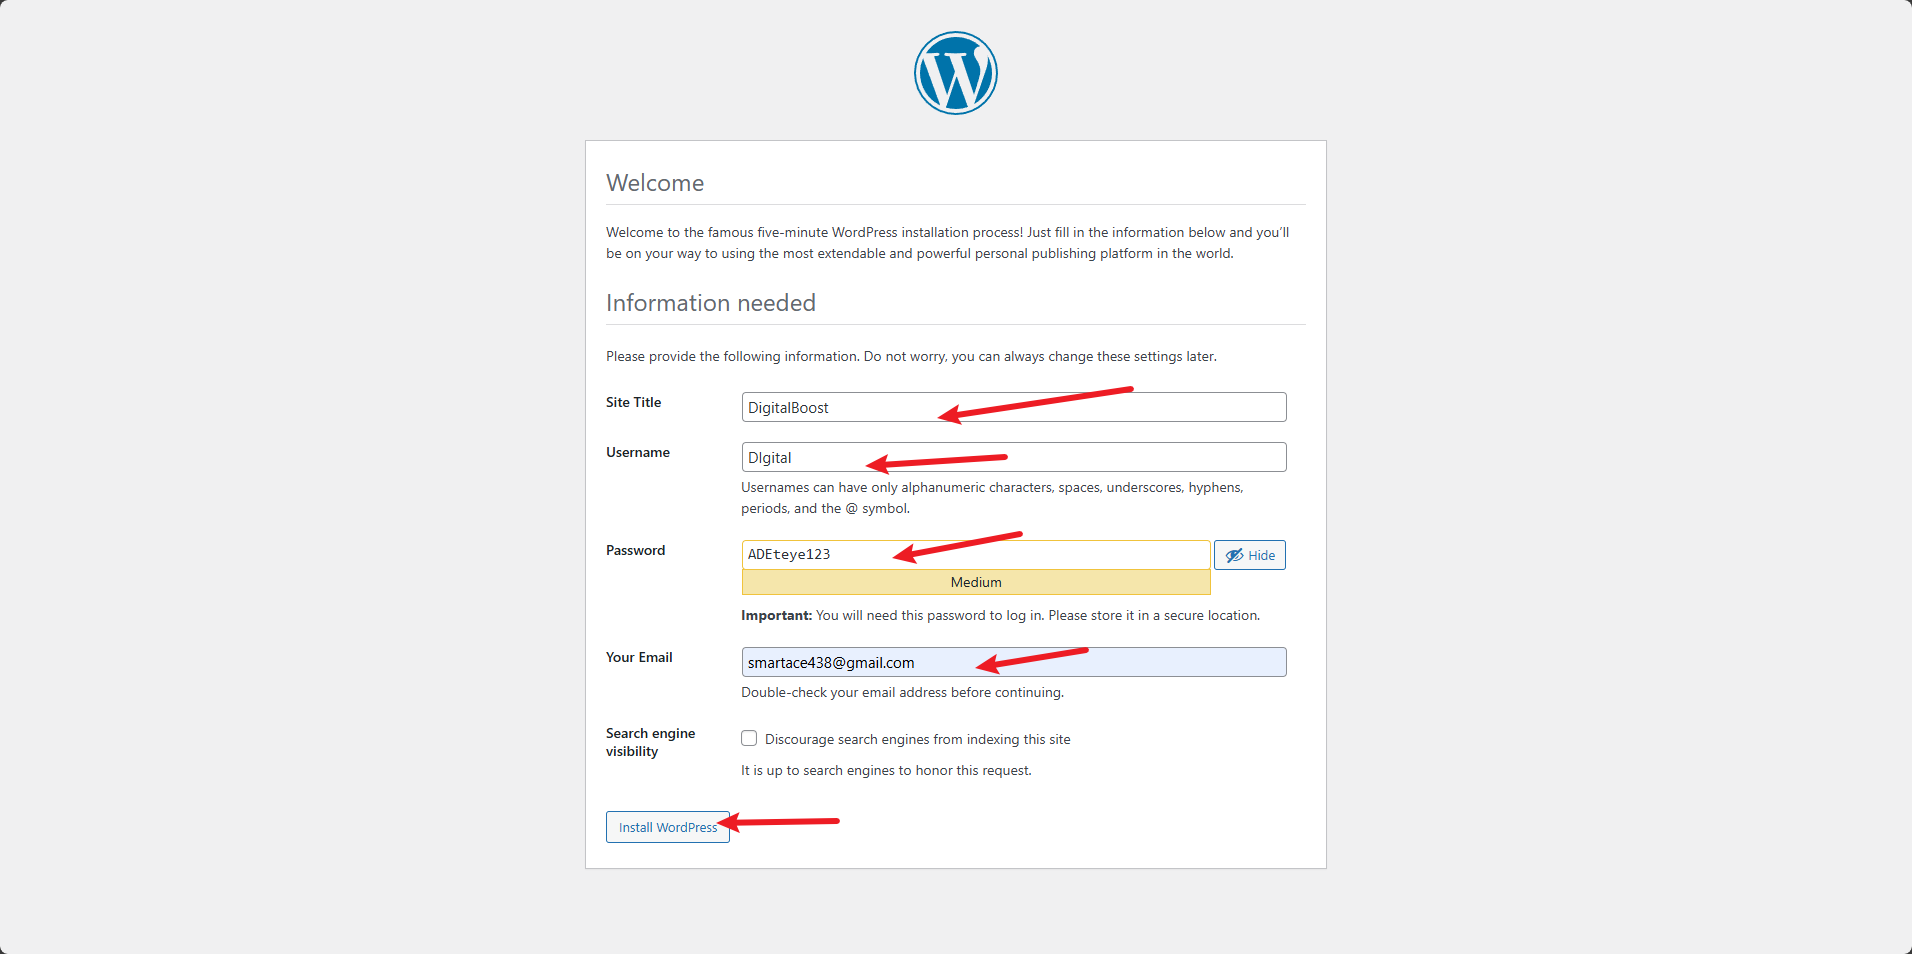 Welcome
Welcome to the famous five-minute WordPress installation process! Just fill in the information below and you’ll
be on your way to using the most extendable and powerful personal publishing platform in the world.
Information needed
Please provide the following information. Do not worry, you can always change these settings later.
Site Title
DigitalBoost
Username
DIgital
Usernames can have only alphanumeric characters, spaces, underscores, hyphens,
periods, and the @ symbol.
Password
ADEteye123
Hide
Medium
Important: You will need this password to log in. Please store it in a secure location.
Your Email
smartace438@gmail.com
Double-check your email address before continuing.
Search engine
visibility
Discourage search engines from indexing this site
It is up to search engines to honor this request.
Install WordPress